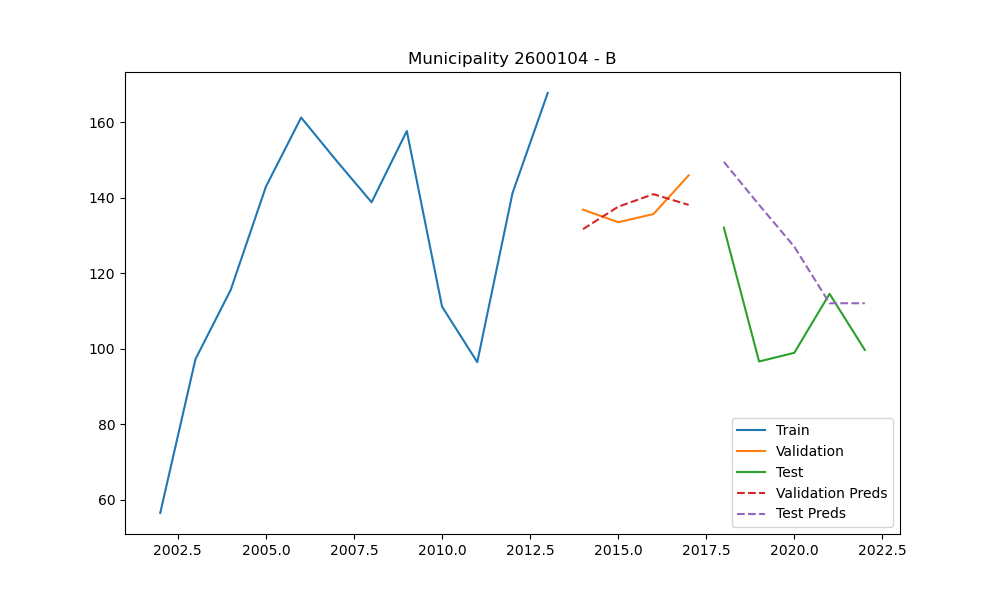 Municipality 2600104 - B
160
140
120
100
80
60
2002.5 2005.0 2007.5 2010.0 2012.5 2015.0 2017.5 2020.0 2022.5
Train
Validation
Test
Validation Preds
Test Preds